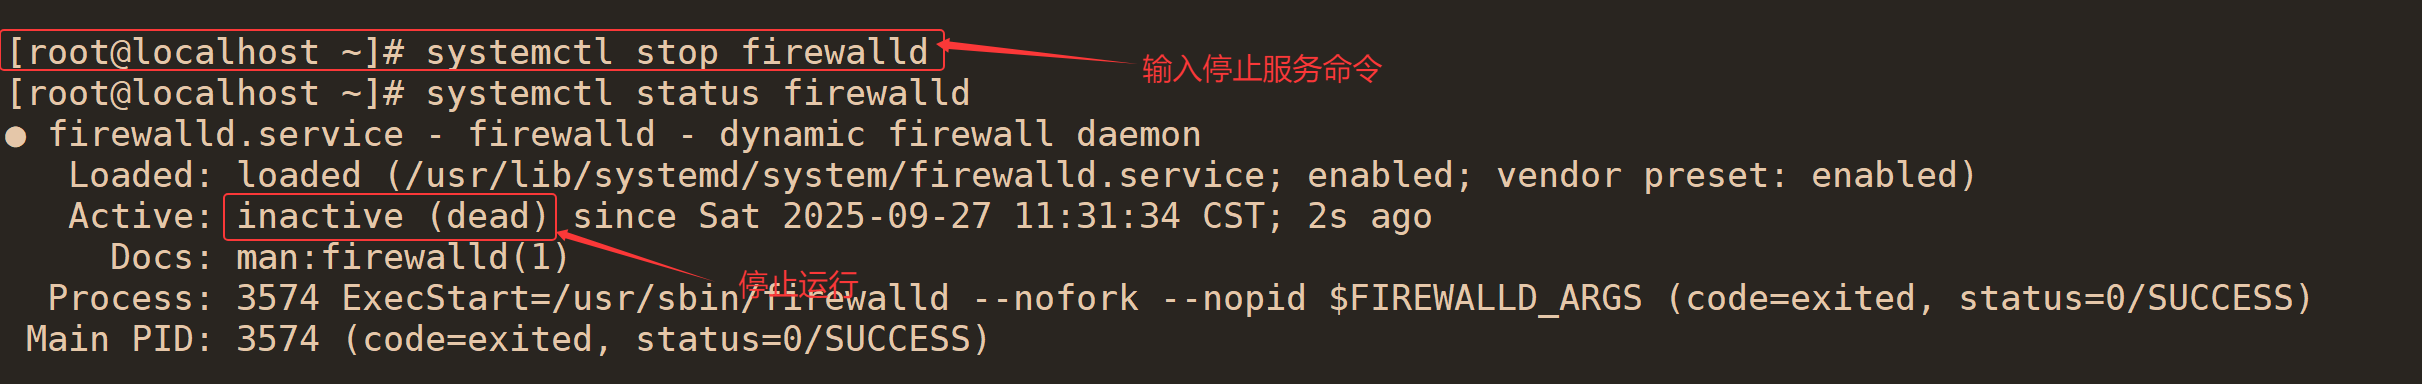 [root@localhost ~]# systemctl stop firewalld
输入停止服务命令
[root@localhost ~]# systemctl status firewalld
● firewalld.service - firewalld - dynamic firewall daemon
Loaded: loaded (/usr/lib/systemd/system/firewalld.service; enabled; vendor preset: enabled)
Active: inactive (dead) since Sat 2025-09-27 11:31:34 CST; 2s ago
Docs: man:firewalld(1)
停止运行
Process: 3574 ExecStart=/usr/sbin/firewalld --nofork --nopid $FIREWALLD_ARGS (code=exited, status=0/SUCCESS)
Main PID: 3574 (code=exited, status=0/SUCCESS)